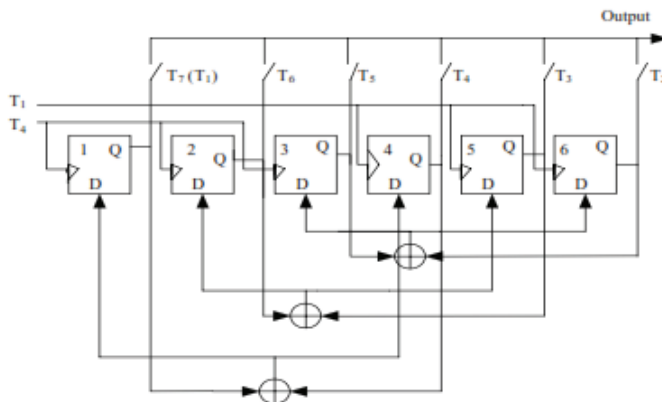 Output
T7 (T1) T6 T5 T4 T3
T1
T4
1 Q 2 Q 3 Q 4 Q 5 Q 6 Q
D D D D D D